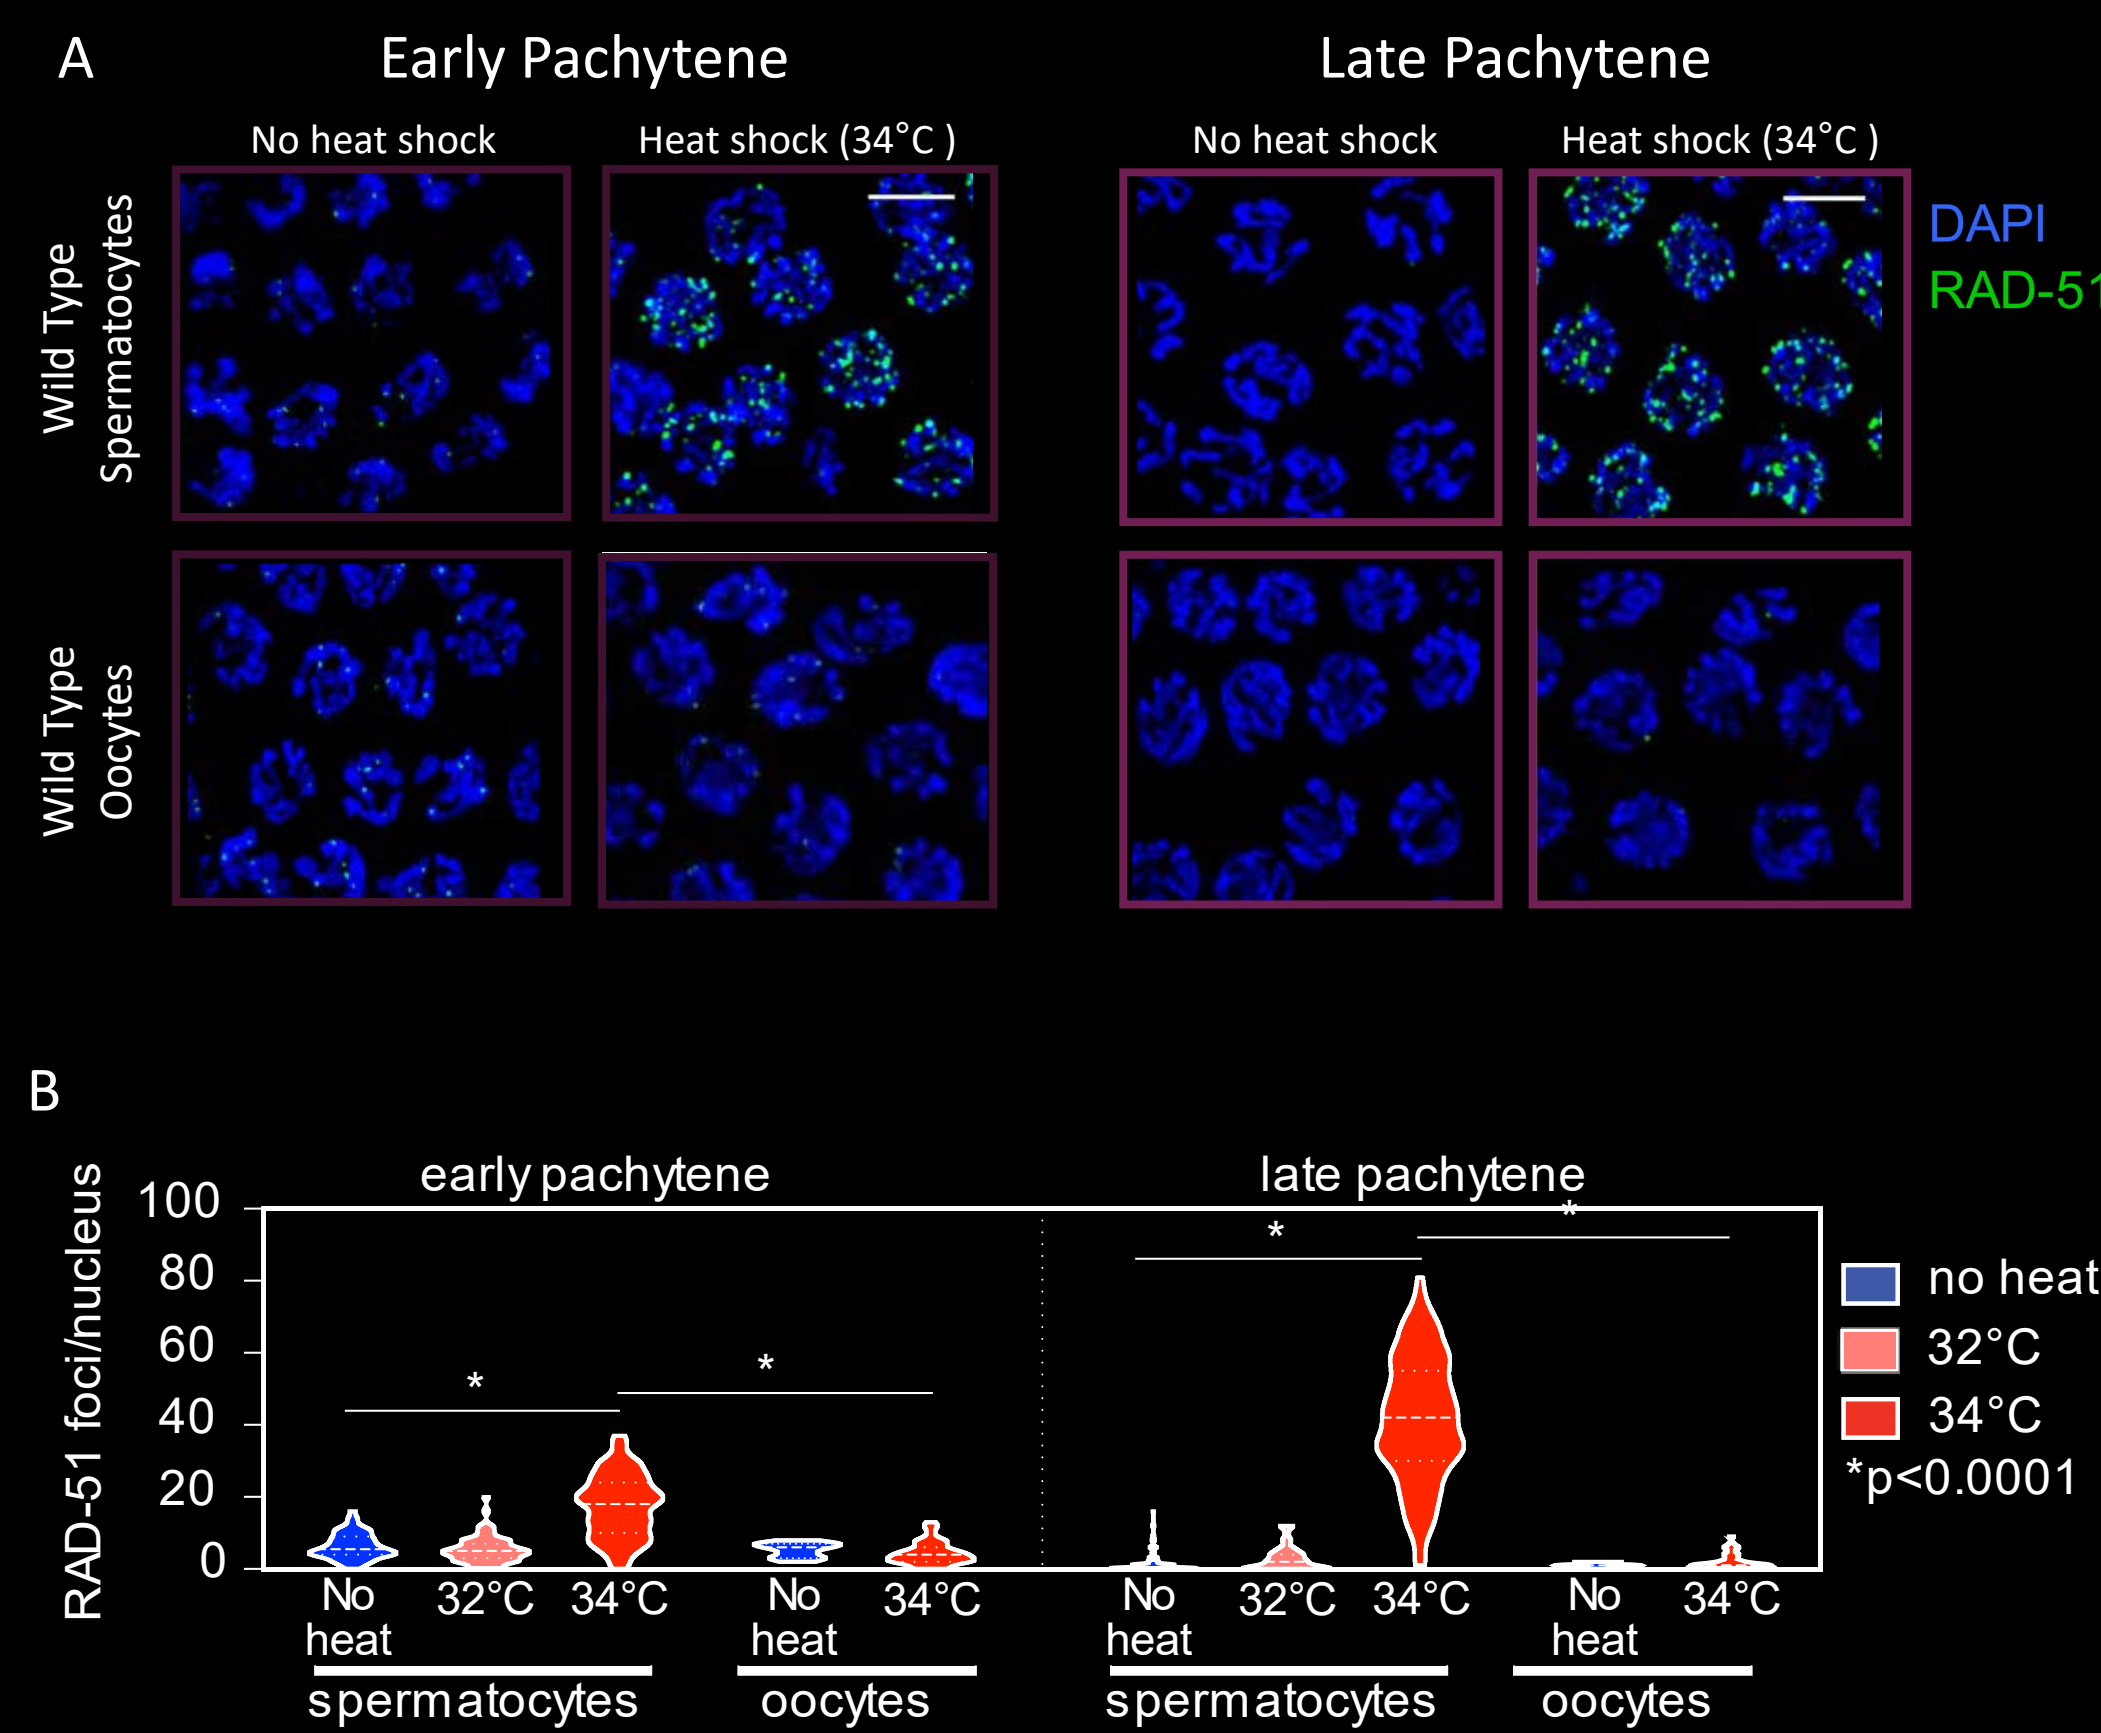 A
Early Pachytene
Late Pachytene
No heat shock
Heat shock (34°C )
No heat shock
Heat shock (34°C )
Wild Type
Spermatocytes
DAPI
RAD-51
Wild Type
Oocytes
B
early pachytene
late pachytene
RAD-51 foci/nucleus
100
80
60
40
20
0
*
*
*
*
no heat
32°C
34°C
*p<0.0001
No
heat
32°C
34°C
No
heat
34°C
No
heat
32°C
34°C
No
heat
34°C
spermatocytes
oocytes
spermatocytes
oocytes